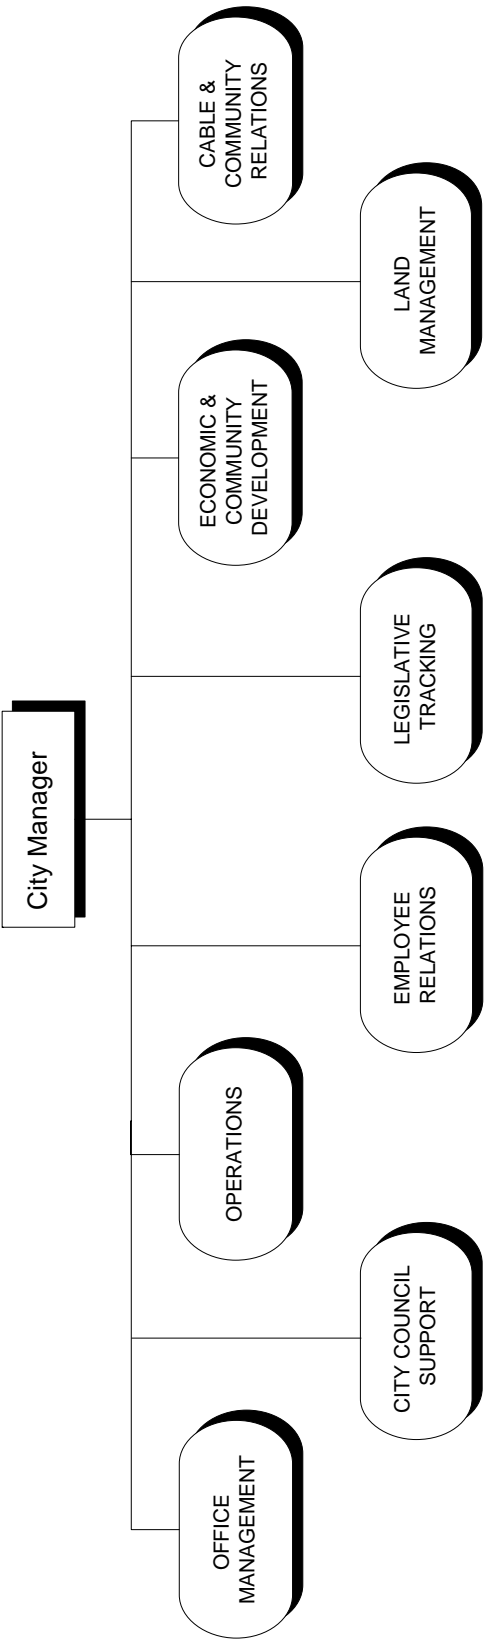 City Manager
OFFICE
MANAGEMENT
OPERATIONS
ECONOMIC &
COMMUNITY
DEVELOPMENT
CABLE &
COMMUNITY
RELATIONS
CITY COUNCIL
SUPPORT
EMPLOYEE
RELATIONS
LEGISLATIVE
TRACKING
LAND
MANAGEMENT